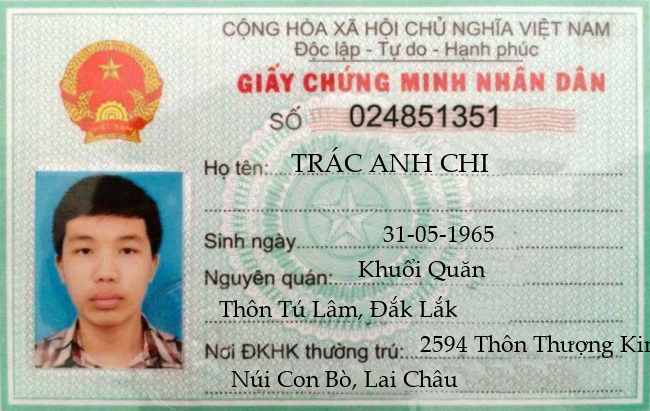 CỘNG HÒA XÃ HỘI CHỦ NGHĨA VIỆT NAM
Độc lập - Tự do - Hạnh phúc
GIẤY CHỨNG MINH NHÂN DÂN
SỐ 024851351
Họ tên: TRÁC ANH CHI
Sinh ngày 31-05-1965
Nguyên quán: Khuổi Quăn
Thôn Tú Lâm, Đắk Lắk
Nơi ĐKHK thường trú: 2594 Thôn Thượng Kim
Núi Con Bò, Lai Châu